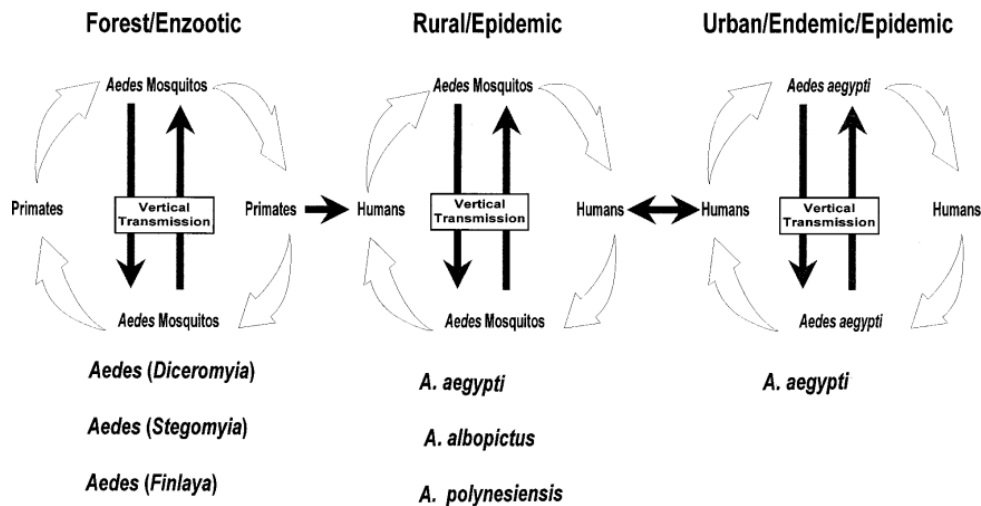 Forest/Enzootic
Rural/Epidemic
Urban/Endemic/Epidemic
Aedes Mosquitos
Aedes Mosquitos
Aedes aegypti
Primates
Vertical
Transmission
Primates
Humans
Vertical
Transmission
Humans
Humans
Vertical
Transmission
Humans
Aedes Mosquitos
Aedes Mosquitos
Aedes aegypti
Aedes (Diceromyia)
Aedes (Stegomyia)
Aedes (Finlaya)
A. aegypti
A. albopictus
A. polynesiensis
A. aegypti